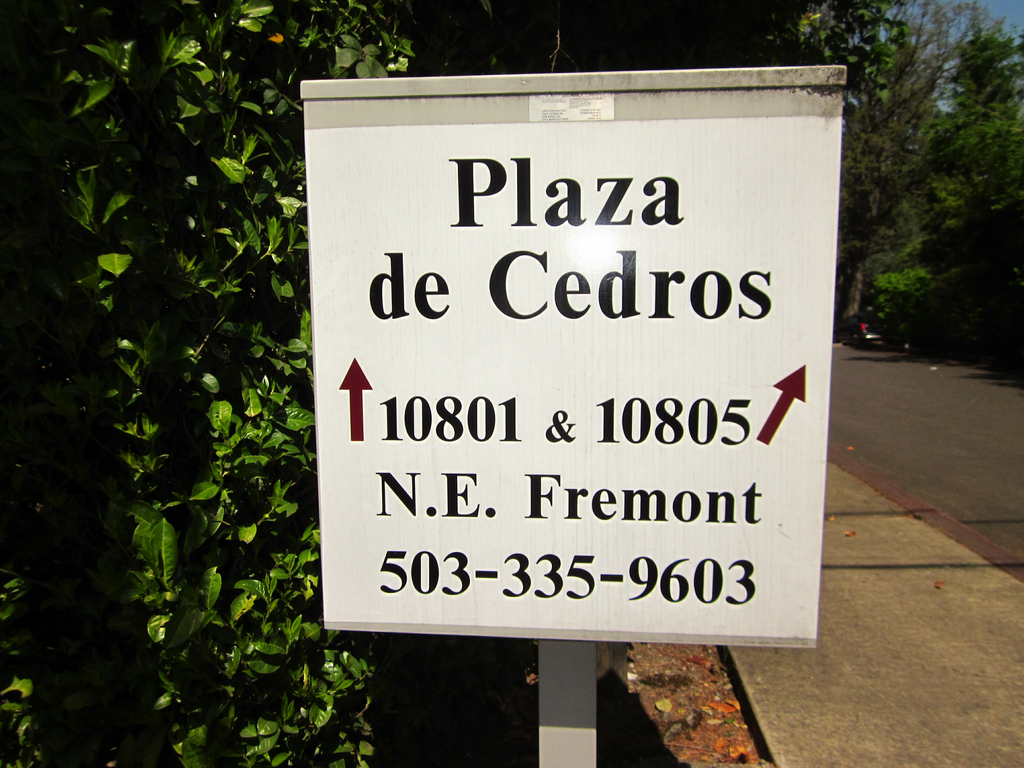 Plaza
de Cedros
10801 & 10805
N.E. Fremont
503-335-9603